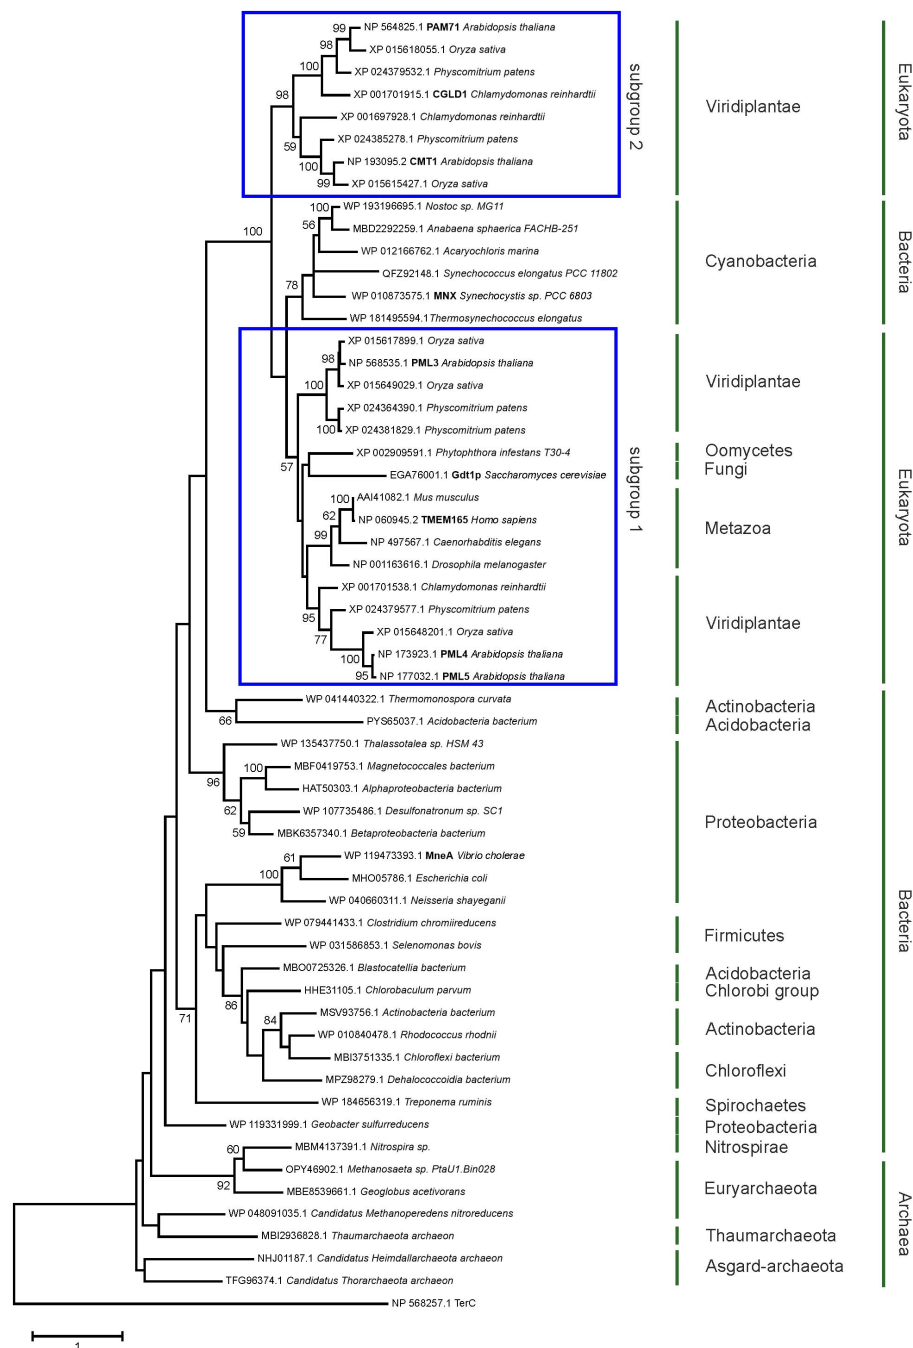 99 NP 564825.1 PAM71 Arabidopsis thaliana
98 XP 015618055.1 Oryza sativa
100 XP 024379532.1 Physcomitrium patens
98 XP 001701915.1 CGLD1 Chlamydomonas reinhardtii
XP 001697928.1 Chlamydomonas reinhardtii
59 XP 024385278.1 Physcomitrium patens
100 NP 193095.2 CMT1 Arabidopsis thaliana
99 XP 015615427.1 Oryza sativa
subgroup 2
Viridiplantae
Eukaryota
100
100 WP 193196695.1 Nostoc sp. MG11
56 MBD2292259.1 Anabaena sphaerica FACHB-251
WP 012166762.1 Acaryochloris marina
QFZ92148.1 Synechococcus elongatus PCC 11802
78 WP 010873575.1 MNX Synechocystis sp. PCC 6803
WP 181495594.1Thermosynechococcus elongatus
Cyanobacteria
Bacteria
XP 015617899.1 Oryza sativa
98 NP 568535.1 PML3 Arabidopsis thaliana
100 XP 015649029.1 Oryza sativa
XP 024364390.1 Physcomitrium patens
100 XP 024381829.1 Physcomitrium patens
Viridiplantae
57
XP 002909591.1 Phytophthora infestans T30-4
Oomycetes
EGA76001.1 Gdt1p Saccharomyces cerevisiae
Fungi
100 AAI41082.1 Mus musculus
62 NP 060945.2 TMEM165 Homo sapiens
99 NP 497567.1 Caenorhabditis elegans
NP 001163616.1 Drosophila melanogaster
Metazoa
XP 001701538.1 Chlamydomonas reinhardtii
95 XP 024379577.1 Physcomitrium patens
77 XP 015648201.1 Oryza sativa
100 NP 173923.1 PML4 Arabidopsis thaliana
95 NP 177032.1 PML5 Arabidopsis thaliana
Viridiplantae
subgroup 1
Eukaryota
WP 041440322.1 Thermomonospora curvata
Actinobacteria
66 PYS65037.1 Acidobacteria bacterium
Acidobacteria
WP 135437750.1 Thalassotalea sp. HSM 43
100 MBF0419753.1 Magnetococcales bacterium
96 HAT50303.1 Alphaproteobacteria bacterium
62 WP 107735486.1 Desulfonatronum sp. SC1
59 MBK6357340.1 Betaproteobacteria bacterium
61 WP 119473393.1 MneA Vibrio cholerae
100 MHO05786.1 Escherichia coli
WP 040660311.1 Neisseria shayeganii
Proteobacteria
WP 079441433.1 Clostridium chromiireducens
WP 031586853.1 Selenomonas bovis
Firmicutes
MBO0725326.1 Blastocatellia bacterium
Acidobacteria
86 HHE31105.1 Chlorobaculum parvum
Chlorobi group
71
84 MSV93756.1 Actinobacteria bacterium
WP 010840478.1 Rhodococcus rhodnii
Actinobacteria
MBI3751335.1 Chloroflexi bacterium
MPZ98279.1 Dehalococcoidia bacterium
Chloroflexi
WP 184656319.1 Treponema ruminis
Spirochaetes
WP 119331999.1 Geobacter sulfurreducens
Proteobacteria
60 MBM4137391.1 Nitrospira sp.
Nitrospirae
Bacteria
OPY46902.1 Methanosaeta sp. PtaU1.Bin028
92 MBE8539661.1 Geoglobus acetivorans
WP 048091035.1 Candidatus Methanoperedens nitroreducens
Euryarchaeota
MBI2936828.1 Thaumarchaeota archaeon
Thaumarchaeota
NHJ01187.1 Candidatus Heimdallarchaeota archaeon
TFG96374.1 Candidatus Thorarchaeota archaeon
Asgard-archaeota
Archaea
NP 568257.1 TerC
1